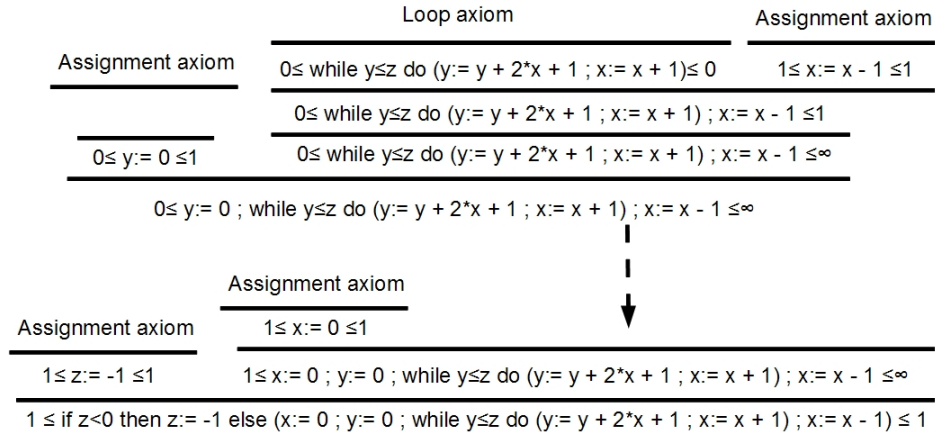 Loop axiom
Assignment axiom
Assignment axiom
0≤ while y≤z do (y:= y + 2*x + 1 ; x:= x + 1)≤ 0
1≤ x:= x - 1 ≤1
0≤ while y≤z do (y:= y + 2*x + 1 ; x:= x + 1) ; x:= x - 1 ≤1
0≤ y:= 0 ≤1
0≤ while y≤z do (y:= y + 2*x + 1 ; x:= x + 1) ; x:= x - 1 ≤∞
0≤ y:= 0 ; while y≤z do (y:= y + 2*x + 1 ; x:= x + 1) ; x:= x - 1 ≤∞
Assignment axiom
1≤ x:= 0 ≤1
Assignment axiom
1≤ z:= -1 ≤1
1≤ x:= 0 ; y:= 0 ; while y≤z do (y:= y + 2*x + 1 ; x:= x + 1) ; x:= x - 1 ≤∞
1 ≤ if z<0 then z:= -1 else (x:= 0 ; y:= 0 ; while y≤z do (y:= y + 2*x + 1 ; x:= x + 1) ; x:= x - 1) ≤ 1